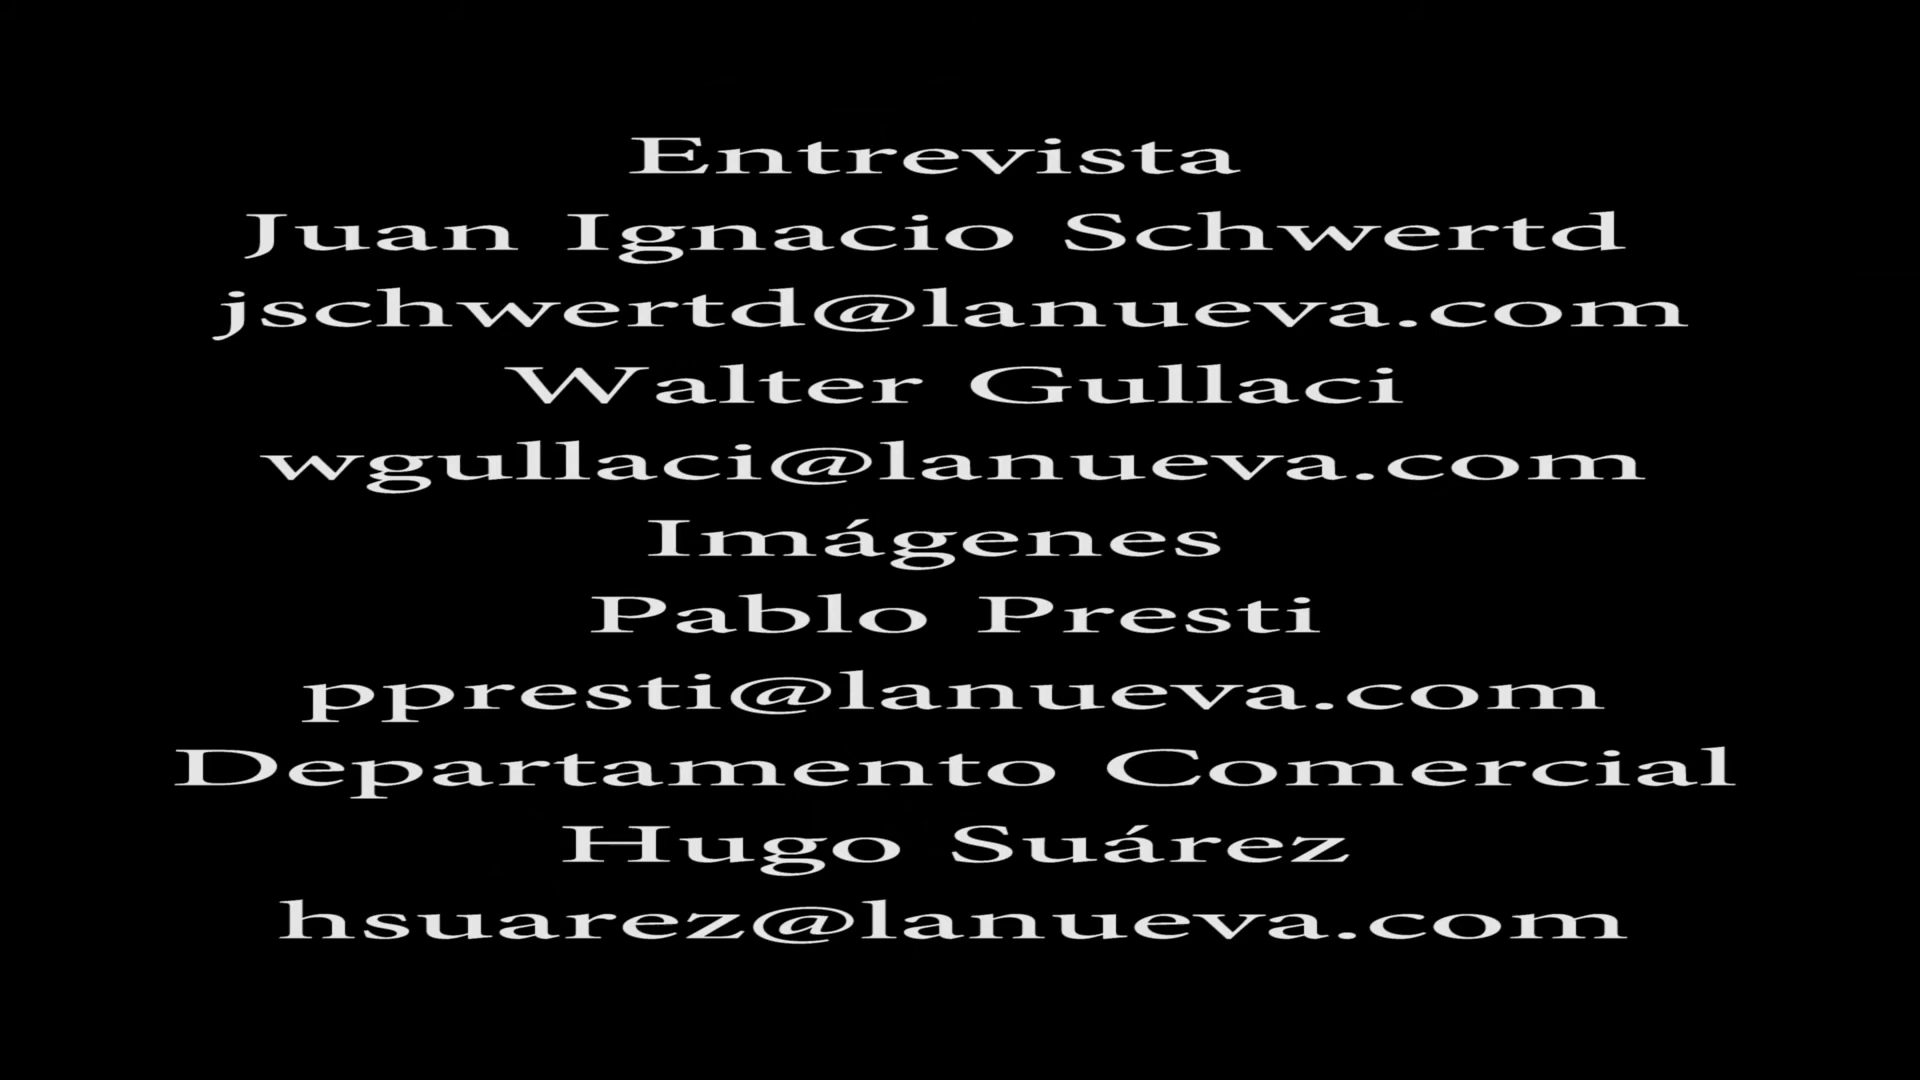 Entrevista
Juan Ignacio Schwertd
jschwertd@lanueva.com
Walter Gullaci
wgullaci@lanueva.com
Imágenes
Pablo Presti
ppresti@lanueva.com
Departamento Comercial
Hugo Suárez
hsuarez@lanueva.com